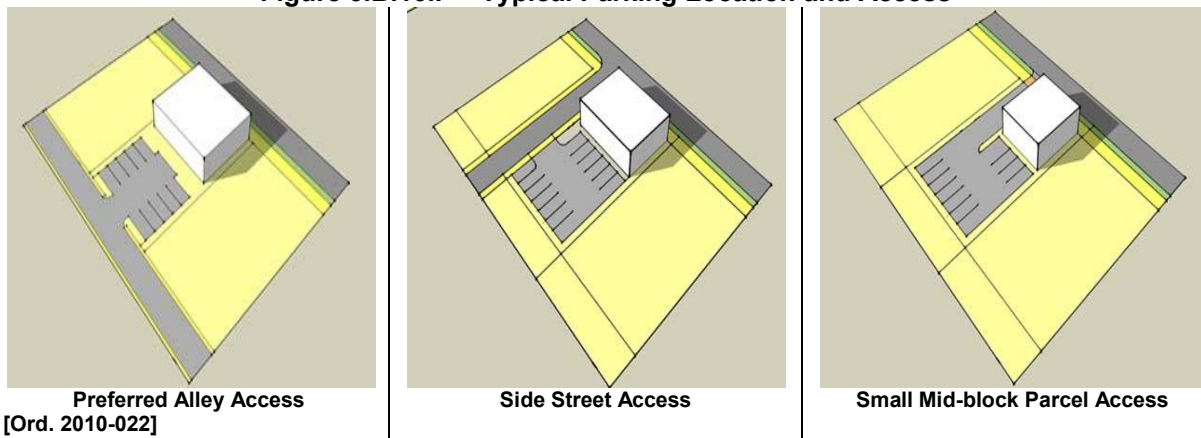 Typical Parking Location and Access
Preferred Alley Access
[Ord. 2010-022]
Side Street Access
Small Mid-block Parcel Access